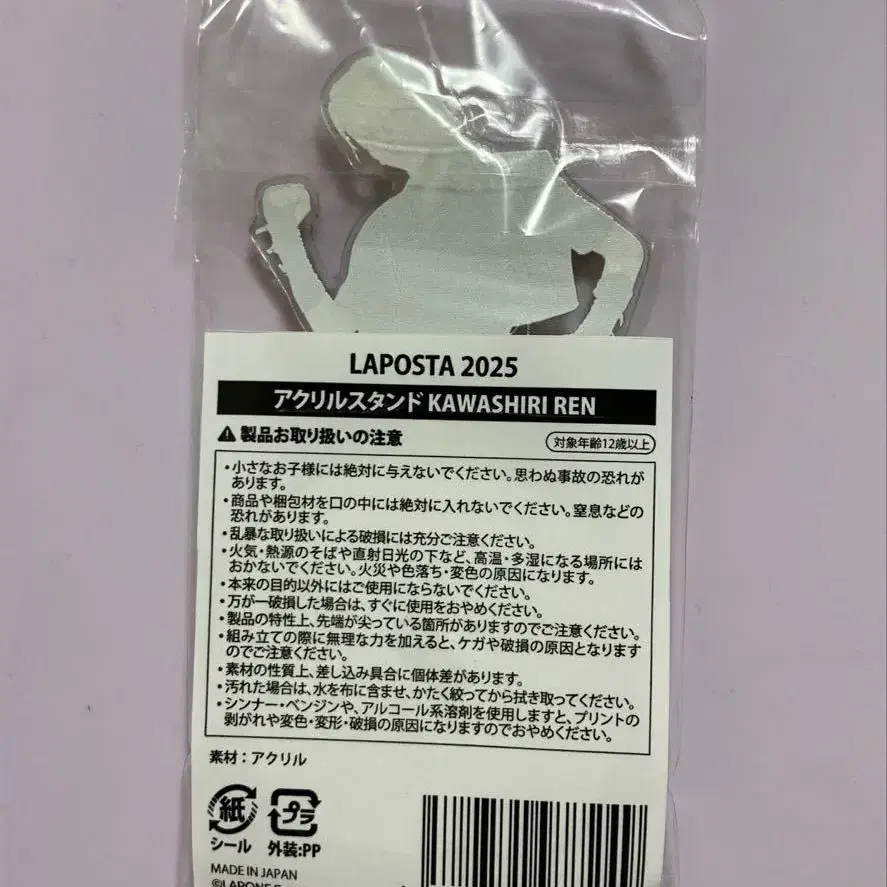 LAPOSTA 2025
アクリルスタンド KAWASHIRI REN
製品お取り扱いの注意
対象年齢12歳以上
・小さなお子様には絶対に与えないでください。思わぬ事故の恐れが
あります。
・商品や梱包材を口の中には絶対に入れないでください。窒息などの
恐れがあります。
・乱暴な取り扱いによる破損には充分ご注意ください。
・火気・熱源のそばや直射日光の下など、高温・多湿になる場所には
おかないでください。火災や色落ち・変色の原因になります。
・本来の目的以外にはご使用にならないでください。
・万が一破損した場合は、すぐに使用をおやめください。
・製品の特性上、先端が尖っている箇所がありますのでご注意ください。
・組み立ての際に無理な力を加えると、ケガや破損の原因となります
のでご注意ください。
・素材の性質上、差し込み具合に個体差があります。
・汚れた場合は、水を布に含ませ、かたく絞ってから拭き取ってください。
・シンナー・ベンジンや、アルコール系溶剤を使用しますと、プリントの
剥がれや変色・変形・破損の原因になりますのでおやめください。
素材：アクリル
紙 プラ
シール 外装:PP
MADE IN JAPAN
©LAPONE